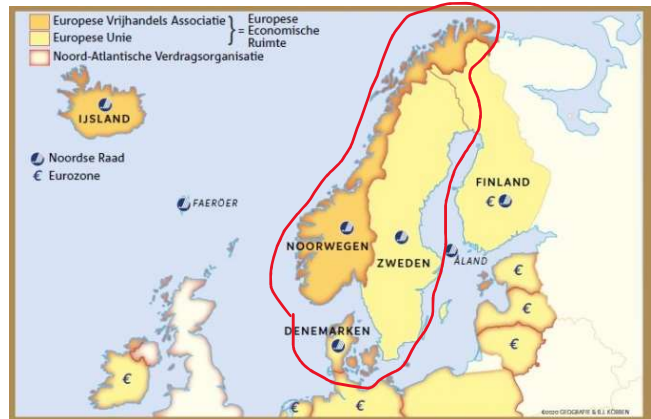 Europese Vrijhandels Associatie
Europese Unie
} = Europese
Economische
Ruimte
Noord-Atlantische Verdragsorganisatie
IJSLAND
Noordse Raad
€ Eurozone
FAERÖER
FINLAND
€
NOORWEGEN
ZWEDEN
ÅLAND
€
DENEMARKEN
€
€
€
€
€
©2020 GEOGRAFIE & B.J. KÖBBEN